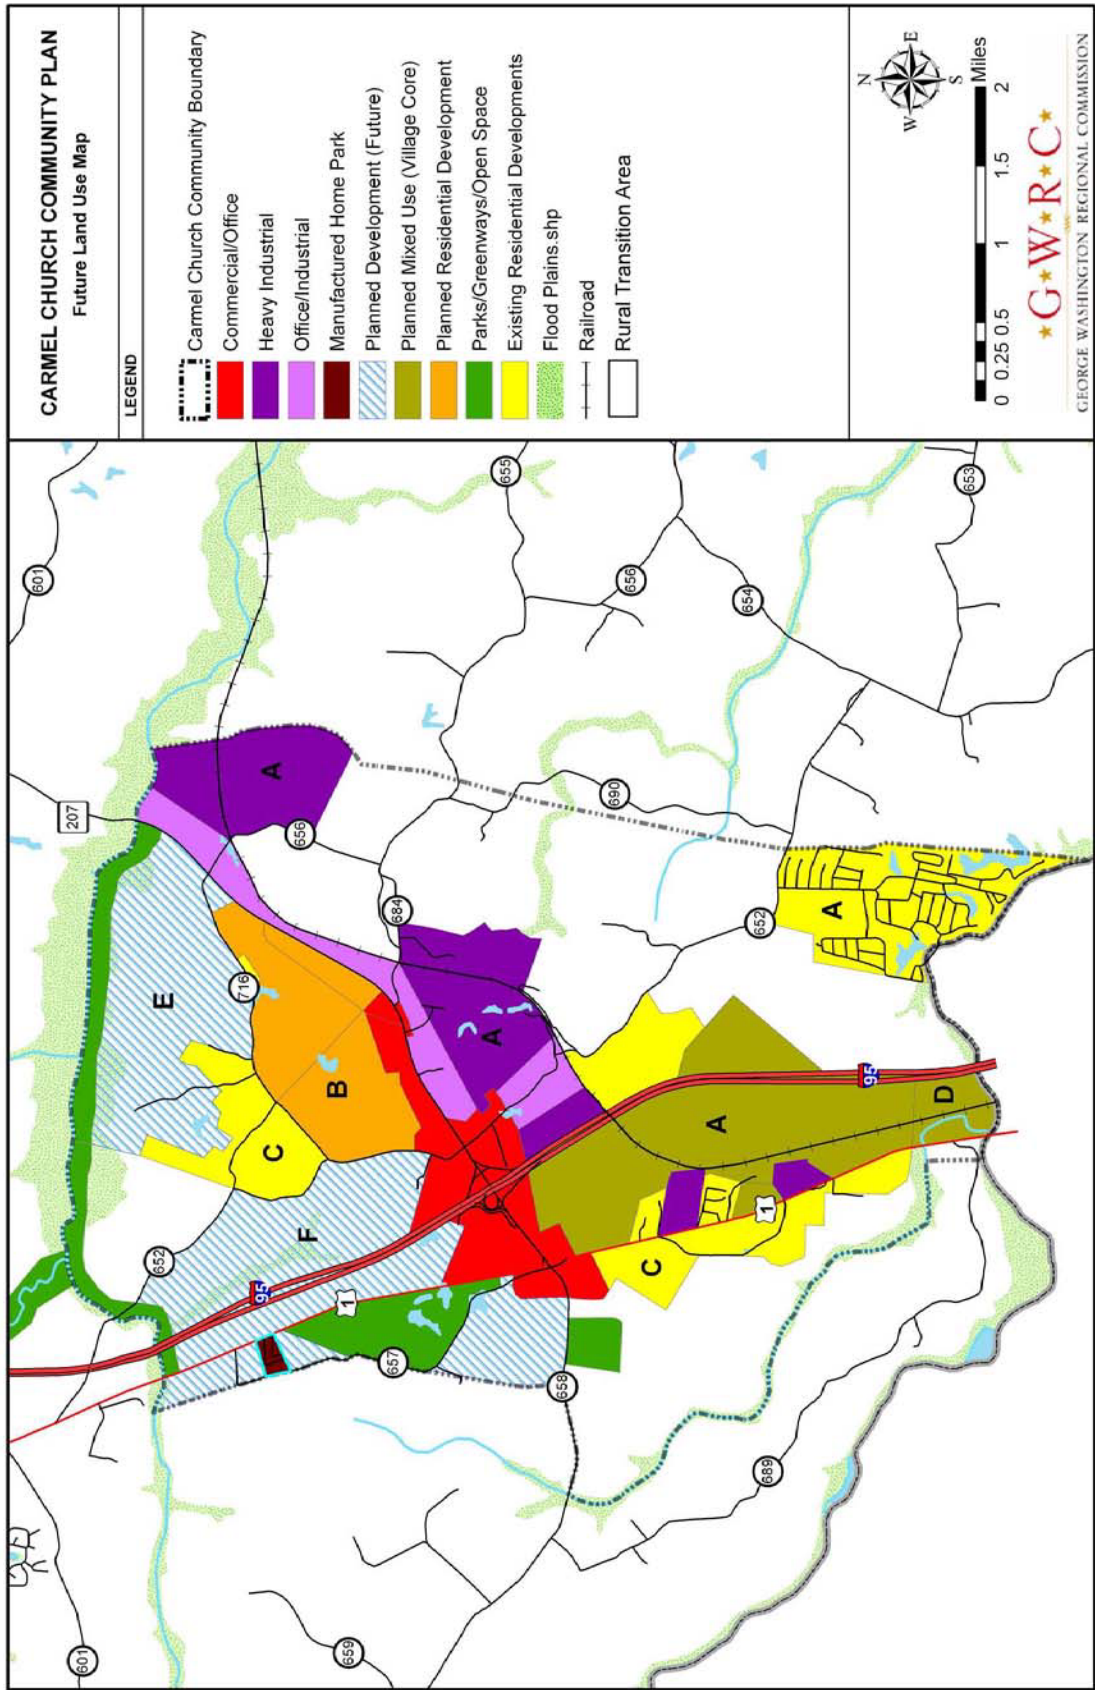 CARMEL CHURCH COMMUNITY PLAN
Future Land Use Map
LEGEND
Carmel Church Community Boundary
Commercial/Office
Heavy Industrial
Office/Industrial
Manufactured Home Park
Planned Development (Future)
Planned Mixed Use (Village Core)
Planned Residential Development
Parks/Greenways/Open Space
Existing Residential Developments
Flood Plains.shp
Railroad
Rural Transition Area
N
W E
S
0 0.25 0.5 1 1.5 2
Miles
G★W★R★C
GEORGE WASHINGTON REGIONAL COMMISSION
601
207
601
655
656
656
654
653
690
684
652
A
A
A
716
E
B
C
652
F
95
1
657
658
A
D
95
1
C
689
659
601